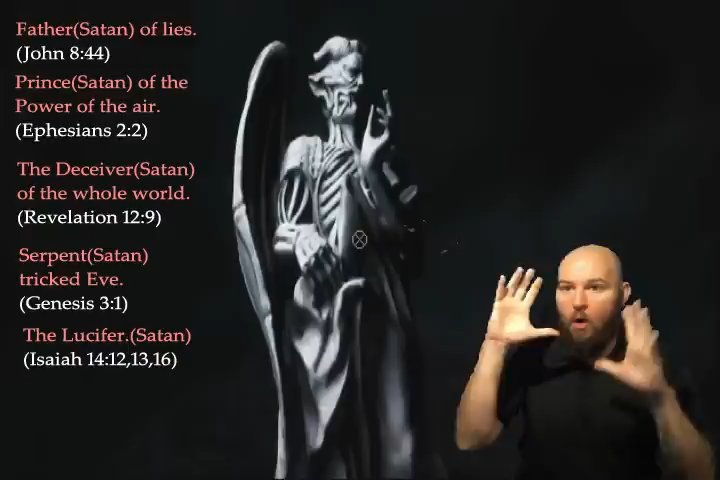 Father(Satan) of lies.
(John 8:44)
Prince(Satan) of the
Power of the air.
(Ephesians 2:2)
The Deceiver(Satan)
of the whole world.
(Revelation 12:9)
Serpent(Satan)
tricked Eve.
(Genesis 3:1)
The Lucifer.(Satan)
(Isaiah 14:12,13,16)